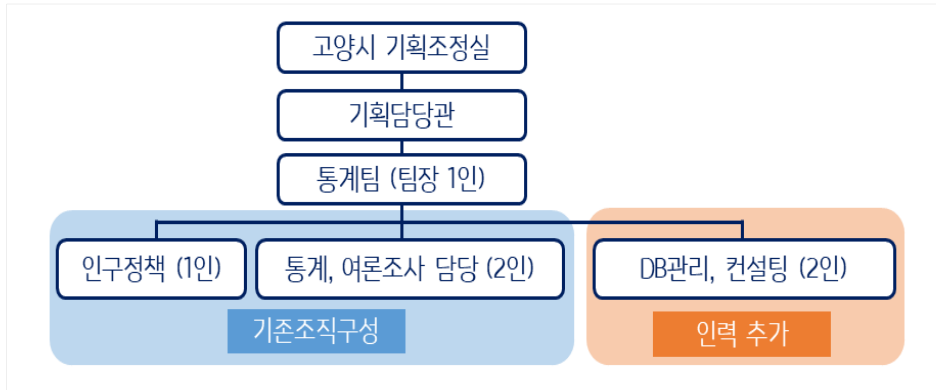 고양시 기획조정실
기획담당관
통계팀 (팀장 1인)
인구정책 (1인)
통계, 여론조사 담당 (2인)
DB관리, 컨설팅 (2인)
기존조직구성
인력 추가